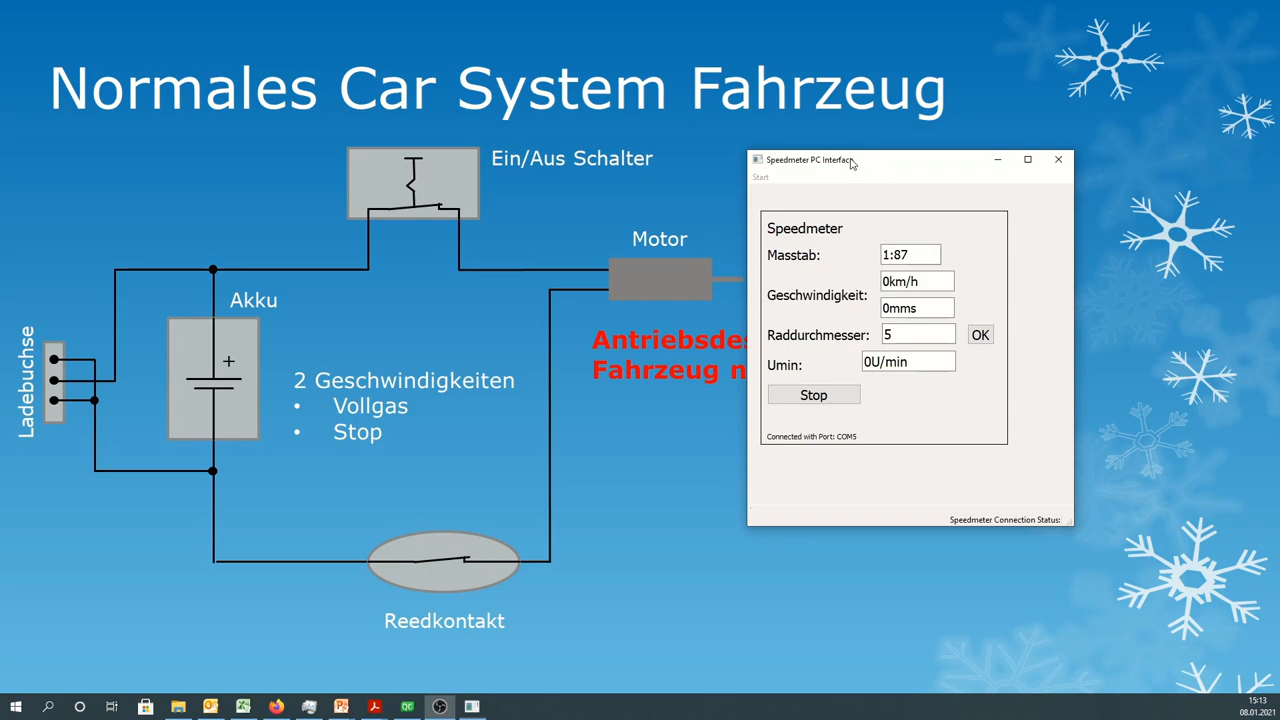 Normales Car System Fahrzeug
Ein/Aus Schalter
Motor
Akku
+
Ladebuchse
2 Geschwindigkeiten
• Vollgas
• Stop
Fahrzeug
Reedkontakt
Speedmeter PC Interface
Start
Speedmeter
Masstab: 1:87
Geschwindigkeit: 0km/h
0mms
Raddurchmesser: 5 OK
Umin: 0U/min
Stop
Connected with Port: COM5
Speedmeter Connection Status:
15:13
08.01.2021